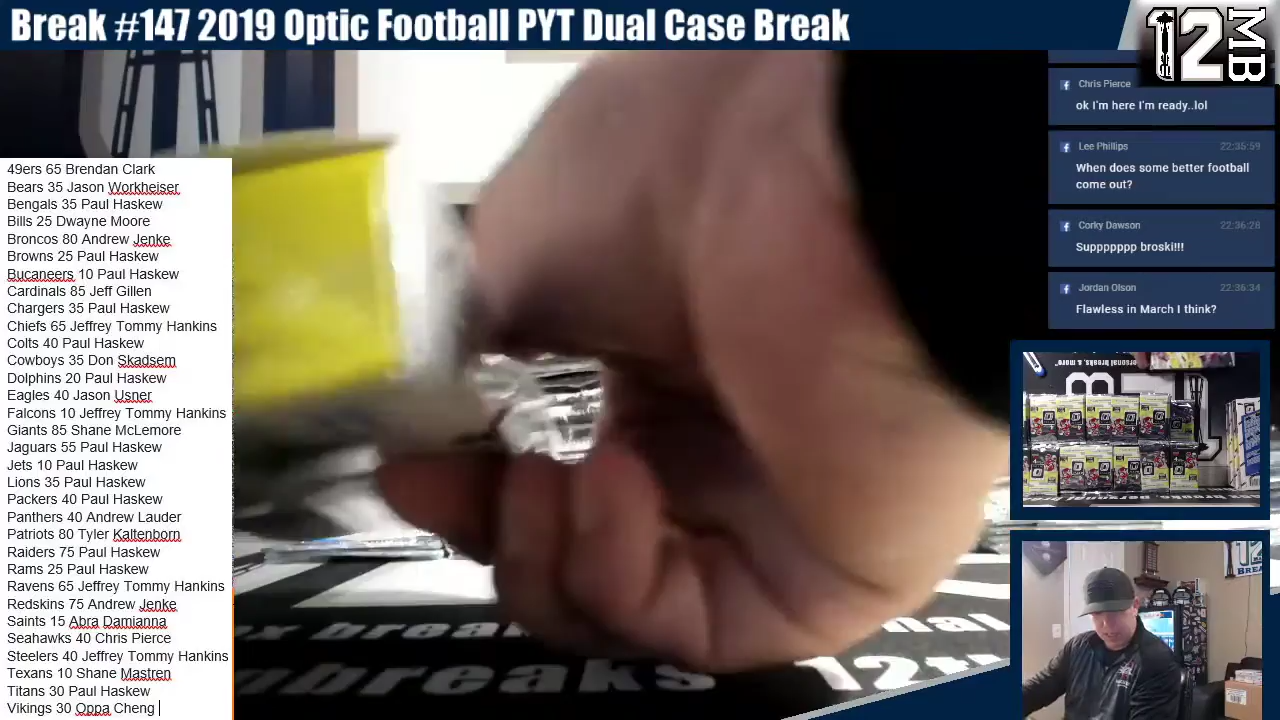 Break #147 2019 Optic Football PYT Dual Case Break
12 MB
49ers 65 Brendan Clark
Bears 35 Jason Workheiser
Bengals 35 Paul Haskew
Bills 25 Dwayne Moore
Broncos 80 Andrew Jenke
Browns 25 Paul Haskew
Bucaneers 10 Paul Haskew
Cardinals 85 Jeff Gillen
Chargers 35 Paul Haskew
Chiefs 65 Jeffrey Tommy Hankins
Colts 40 Paul Haskew
Cowboys 35 Don Skadsem
Dolphins 20 Paul Haskew
Eagles 40 Jason Usner
Falcons 10 Jeffrey Tommy Hankins
Giants 85 Shane McLemore
Jaguars 55 Paul Haskew
Jets 10 Paul Haskew
Lions 35 Paul Haskew
Packers 40 Paul Haskew
Panthers 40 Andrew Lauder
Patriots 80 Tyler Kattenborn
Raiders 75 Paul Haskew
Rams 25 Paul Haskew
Ravens 65 Jeffrey Tommy Hankins
Redskins 75 Andrew Jenke
Saints 15 Abra Damianna
Seahawks 40 Chris Pierce
Steelers 40 Jeffrey Tommy Hankins
Texans 10 Shane Mastren
Titans 30 Paul Haskew
Vikings 30 Oppa Cheng
Chris Pierce
ok I'm here I'm ready..lol
Lee Phillips 22:35:59
When does some better football
come out?
Corky Dawson 22:36:28
Suppppppp broski!!!
Jordan Olson 22:36:34
Flawless in March I think?
ersonal breaks, & more."
breaks
12